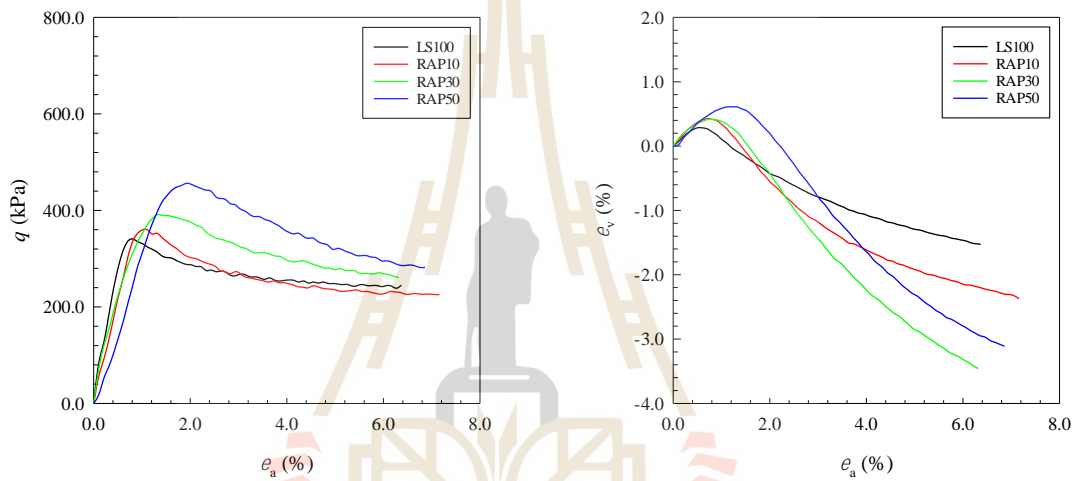 800.0
600.0
400.0
200.0
0.0
q (kPa)
0.0 2.0 4.0 6.0 8.0
eₐ (%)
LS100
RAP10
RAP30
RAP50
2.0
1.0
0.0
-1.0
-2.0
-3.0
-4.0
eᵥ (%)
0.0 2.0 4.0 6.0 8.0
eₐ (%)
LS100
RAP10
RAP30
RAP50